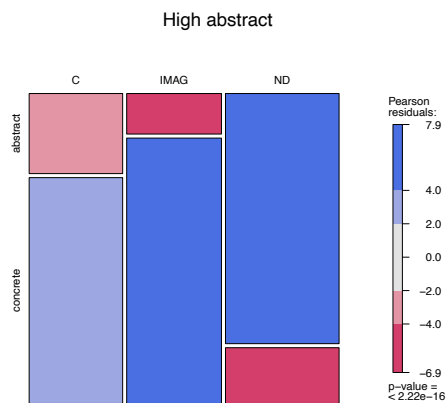 High abstract
C IMAG ND
abstract
concrete
Pearson
residuals:
7.9
4.0
2.0
0.0
−2.0
−4.0
−6.9
p−value =
< 2.22e−16